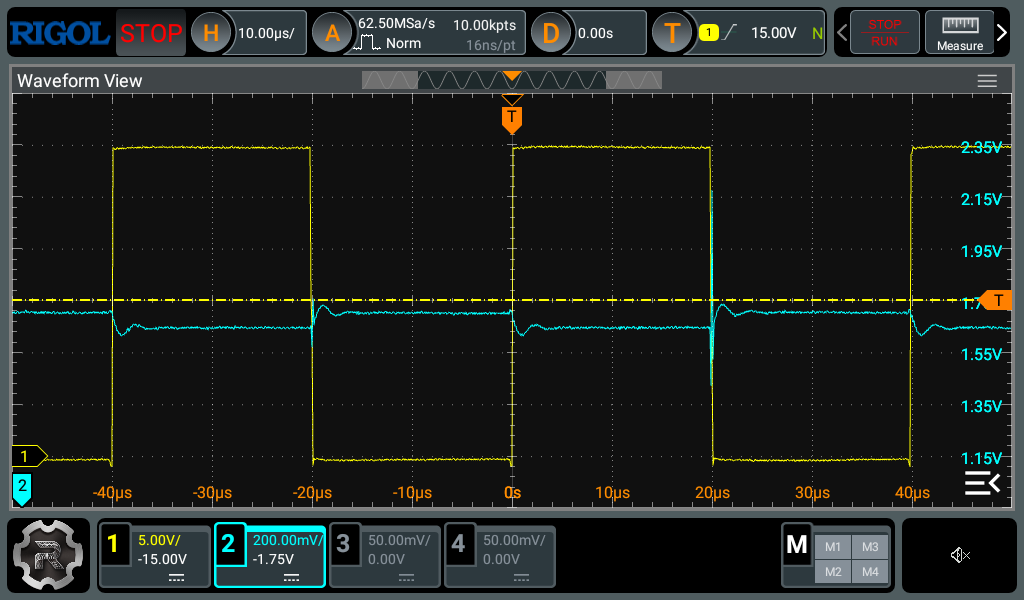 RIGOL STOP H 10.00µs/ A 62.50MSa/s 10.00kpts D 0.00s T 1 15.00V N STOP
Norm 16ns/pt RUN Measure
Waveform View
T
2.35V
2.15V
1.95V
T
1.55V
1.35V
1 1.15V
2 -40µs -30µs -20µs -10µs 0s 10µs 20µs 30µs 40µs
1 5.00V/ 2 200.00mV/ 3 50.00mV/ 4 50.00mV/ M M1 M3
-15.00V -1.75V 0.00V 0.00V M2 M4
R